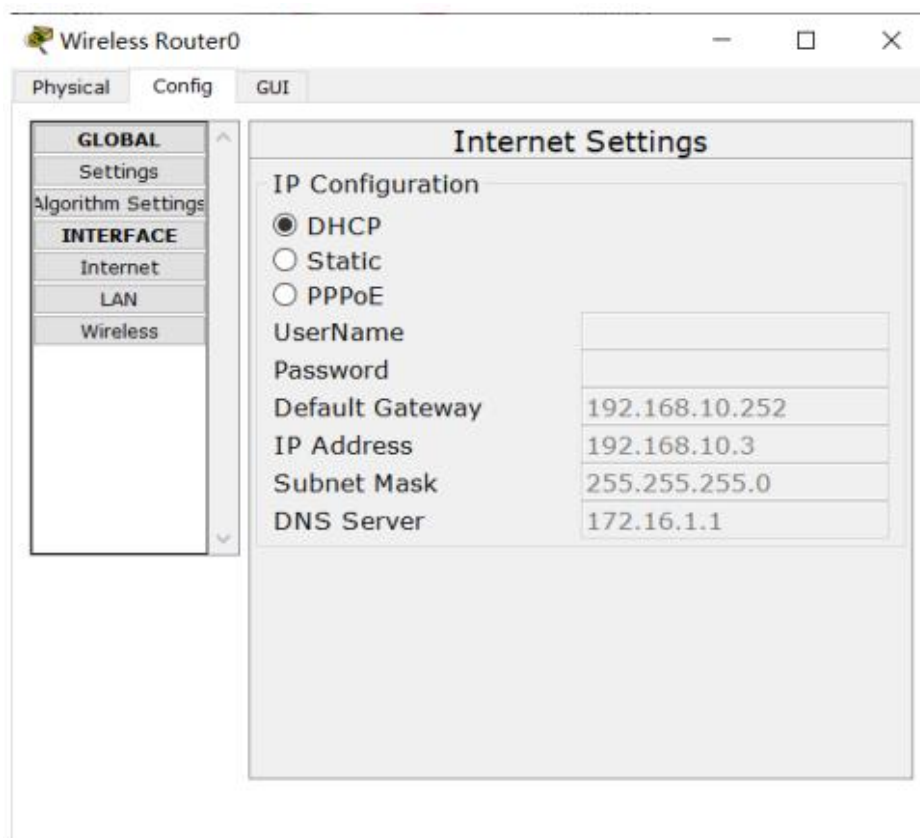 Wireless Router0
Physical Config GUI
GLOBAL
Settings
Algorithm Settings
INTERFACE
Internet
LAN
Wireless
Internet Settings
IP Configuration
DHCP
Static
PPPoE
UserName
Password
Default Gateway 192.168.10.252
IP Address 192.168.10.3
Subnet Mask 255.255.255.0
DNS Server 172.16.1.1